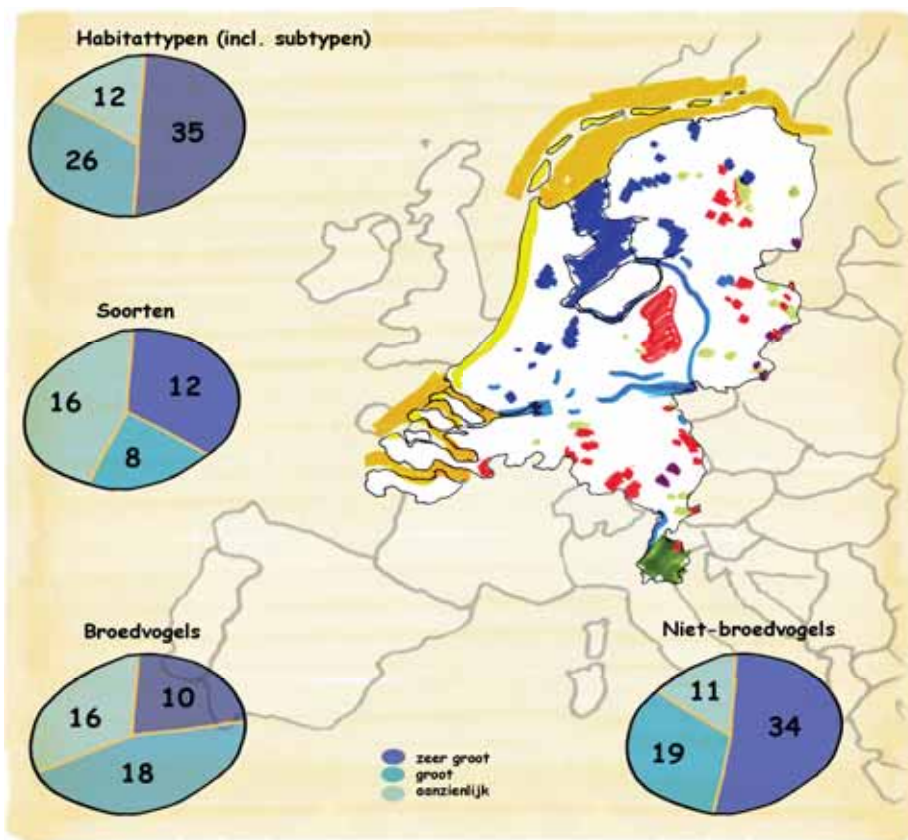 Habitattypen (incl. subtypen)
12
35
26
Soorten
16
12
8
Broedvogels
16
10
18
Niet-broedvogels
11
34
19
zeer groot
groot
aanzienlijk